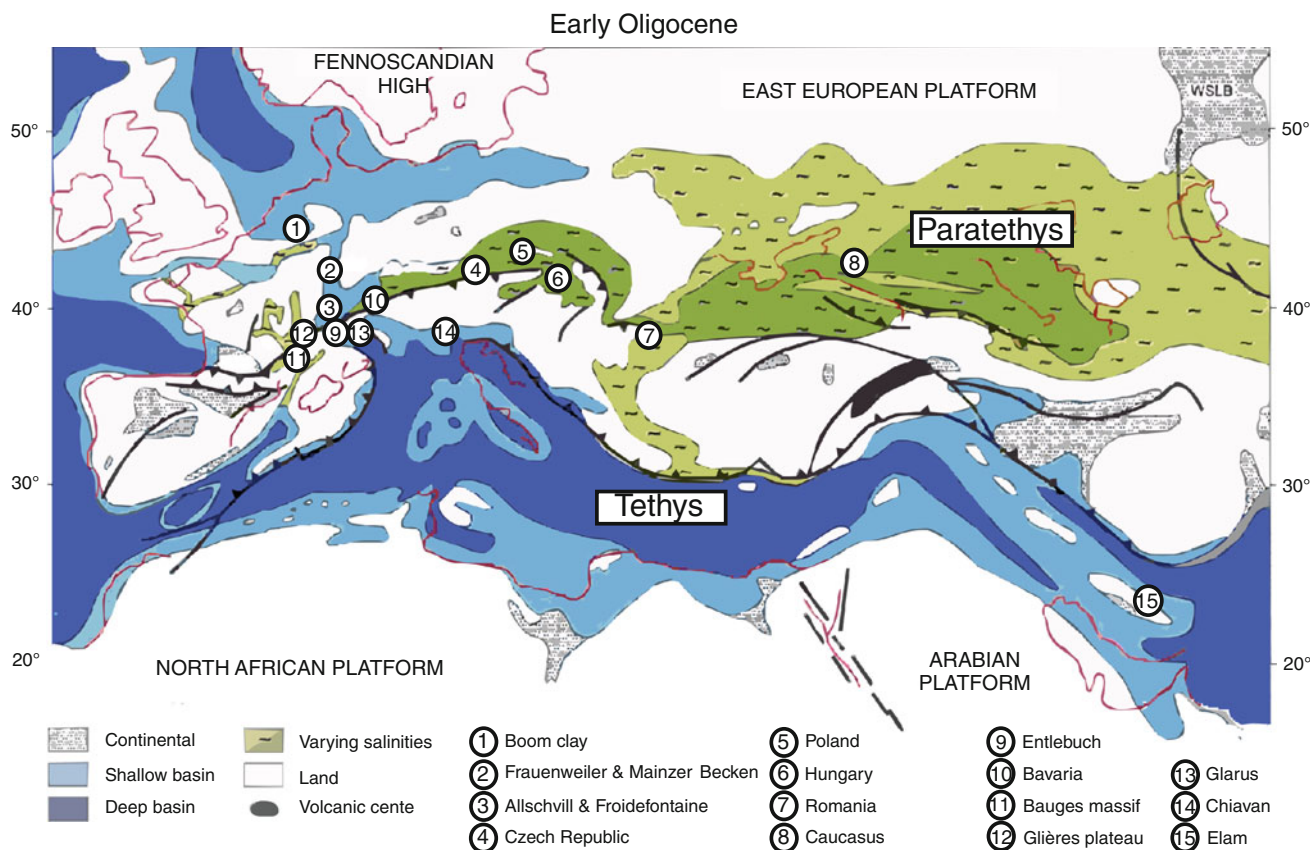 Early Oligocene
FENNOSCANDIAN
HIGH
EAST EUROPEAN PLATFORM
WSLB
50°
50°
Paratethys
1
2
3
4
5
6
7
8
9
10
11
12
13
14
40°
40°
30°
30°
Tethys
15
20°
20°
NORTH AFRICAN PLATFORM
ARABIAN
PLATFORM
Continental
Shallow basin
Deep basin
Varying salinities
Land
Volcanic cente
1 Boom clay
2 Frauenweiler & Mainzer Becken
3 Allschvill & Froidefontaine
4 Czech Republic
5 Poland
6 Hungary
7 Romania
8 Caucasus
9 Entlebuch
10 Bavaria
11 Bauges massif
12 Glières plateau
13 Glarus
14 Chiavan
15 Elam